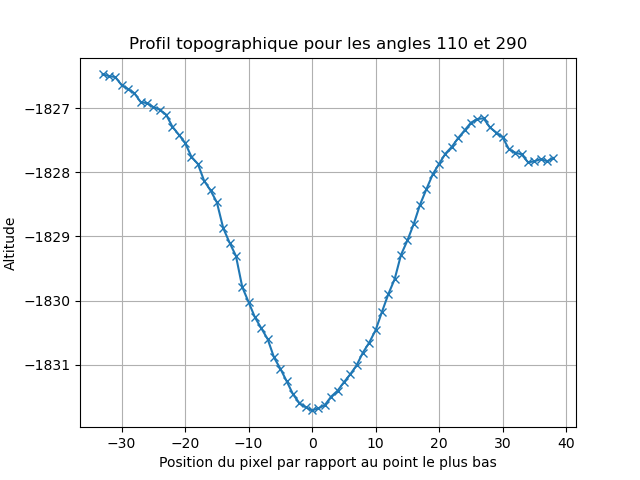 Profil topographique pour les angles 110 et 290
Altitude
−1827
−1828
−1829
−1830
−1831
−30 −20 −10 0 10 20 30 40
Position du pixel par rapport au point le plus bas